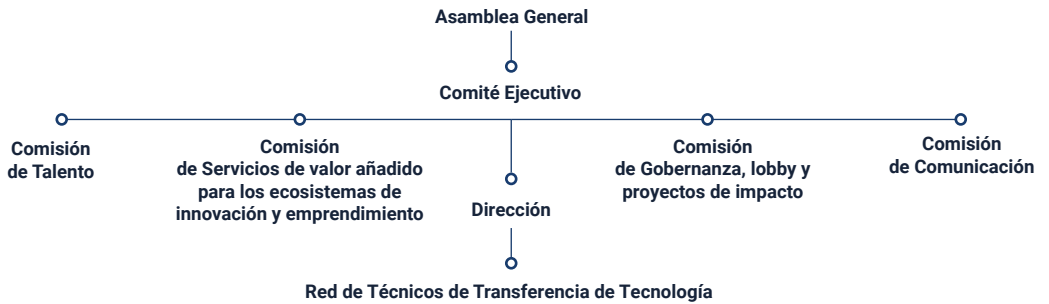 Asamblea General
Comité Ejecutivo
Comisión
de Talento
Comisión
de Servicios de valor añadido
para los ecosistemas de
innovación y emprendimiento
Comisión
de Gobernanza, lobby y
proyectos de impacto
Comisión
de Comunicación
Dirección
Red de Técnicos de Transferencia de Tecnología